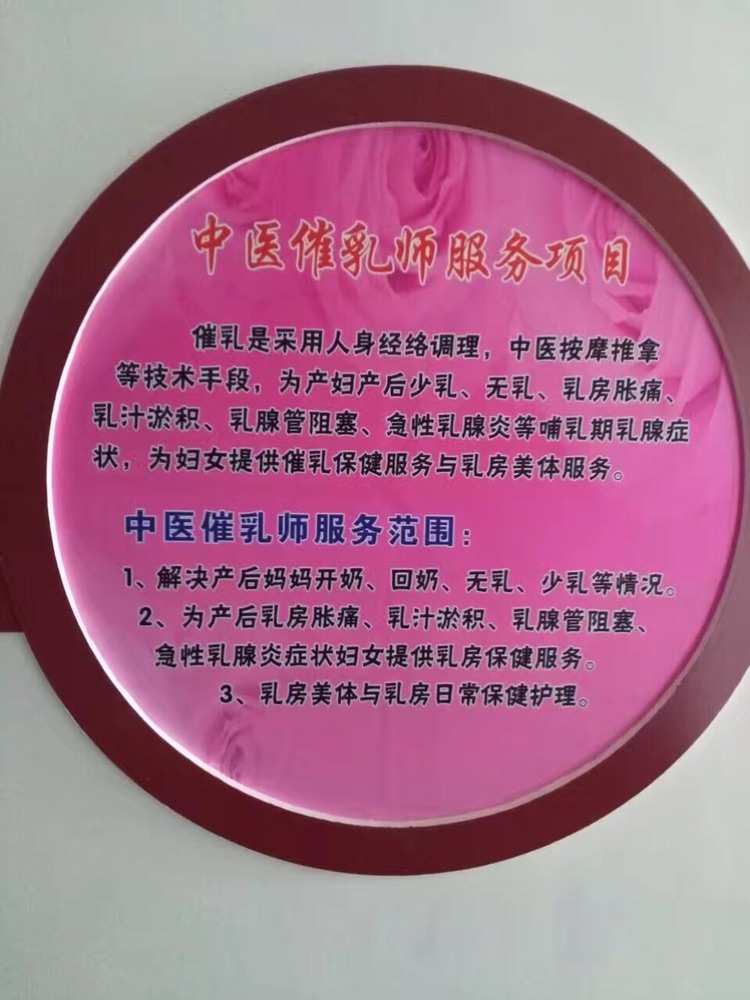 中医催乳师服务项目
催乳是采用人身经络调理，中医按摩推拿
等技术手段，为产妇产后少乳、无乳、乳房胀痛、
乳汁淤积、乳腺管阻塞、急性乳腺炎等哺乳期乳腺症
状，为妇女提供催乳保健服务与乳房美体服务。
中医催乳师服务范围：
1、解决产后妈妈开奶、回奶、无乳、少乳等情况。
2、为产后乳房胀痛、乳汁淤积、乳腺管阻塞、
急性乳腺炎症状妇女提供乳房保健服务。
3、乳房美体与乳房日常保健护理。